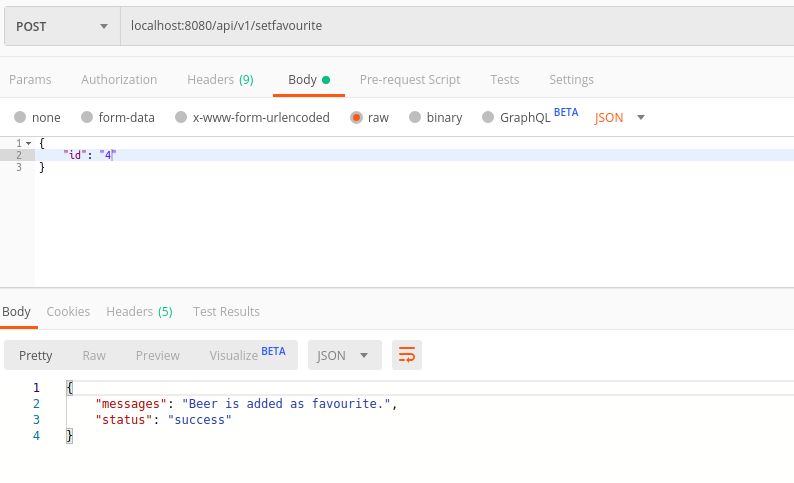 POST localhost:8080/api/v1/setfavourite
Params Authorization Headers (9) Body Pre-request Script Tests Settings
none form-data x-www-form-urlencoded raw binary GraphQL BETA JSON
1 {
2 "id": "4"
3 }
Body Cookies Headers (5) Test Results
Pretty Raw Preview Visualize BETA JSON
1 {
2 "messages": "Beer is added as favourite.",
3 "status": "success"
4 }